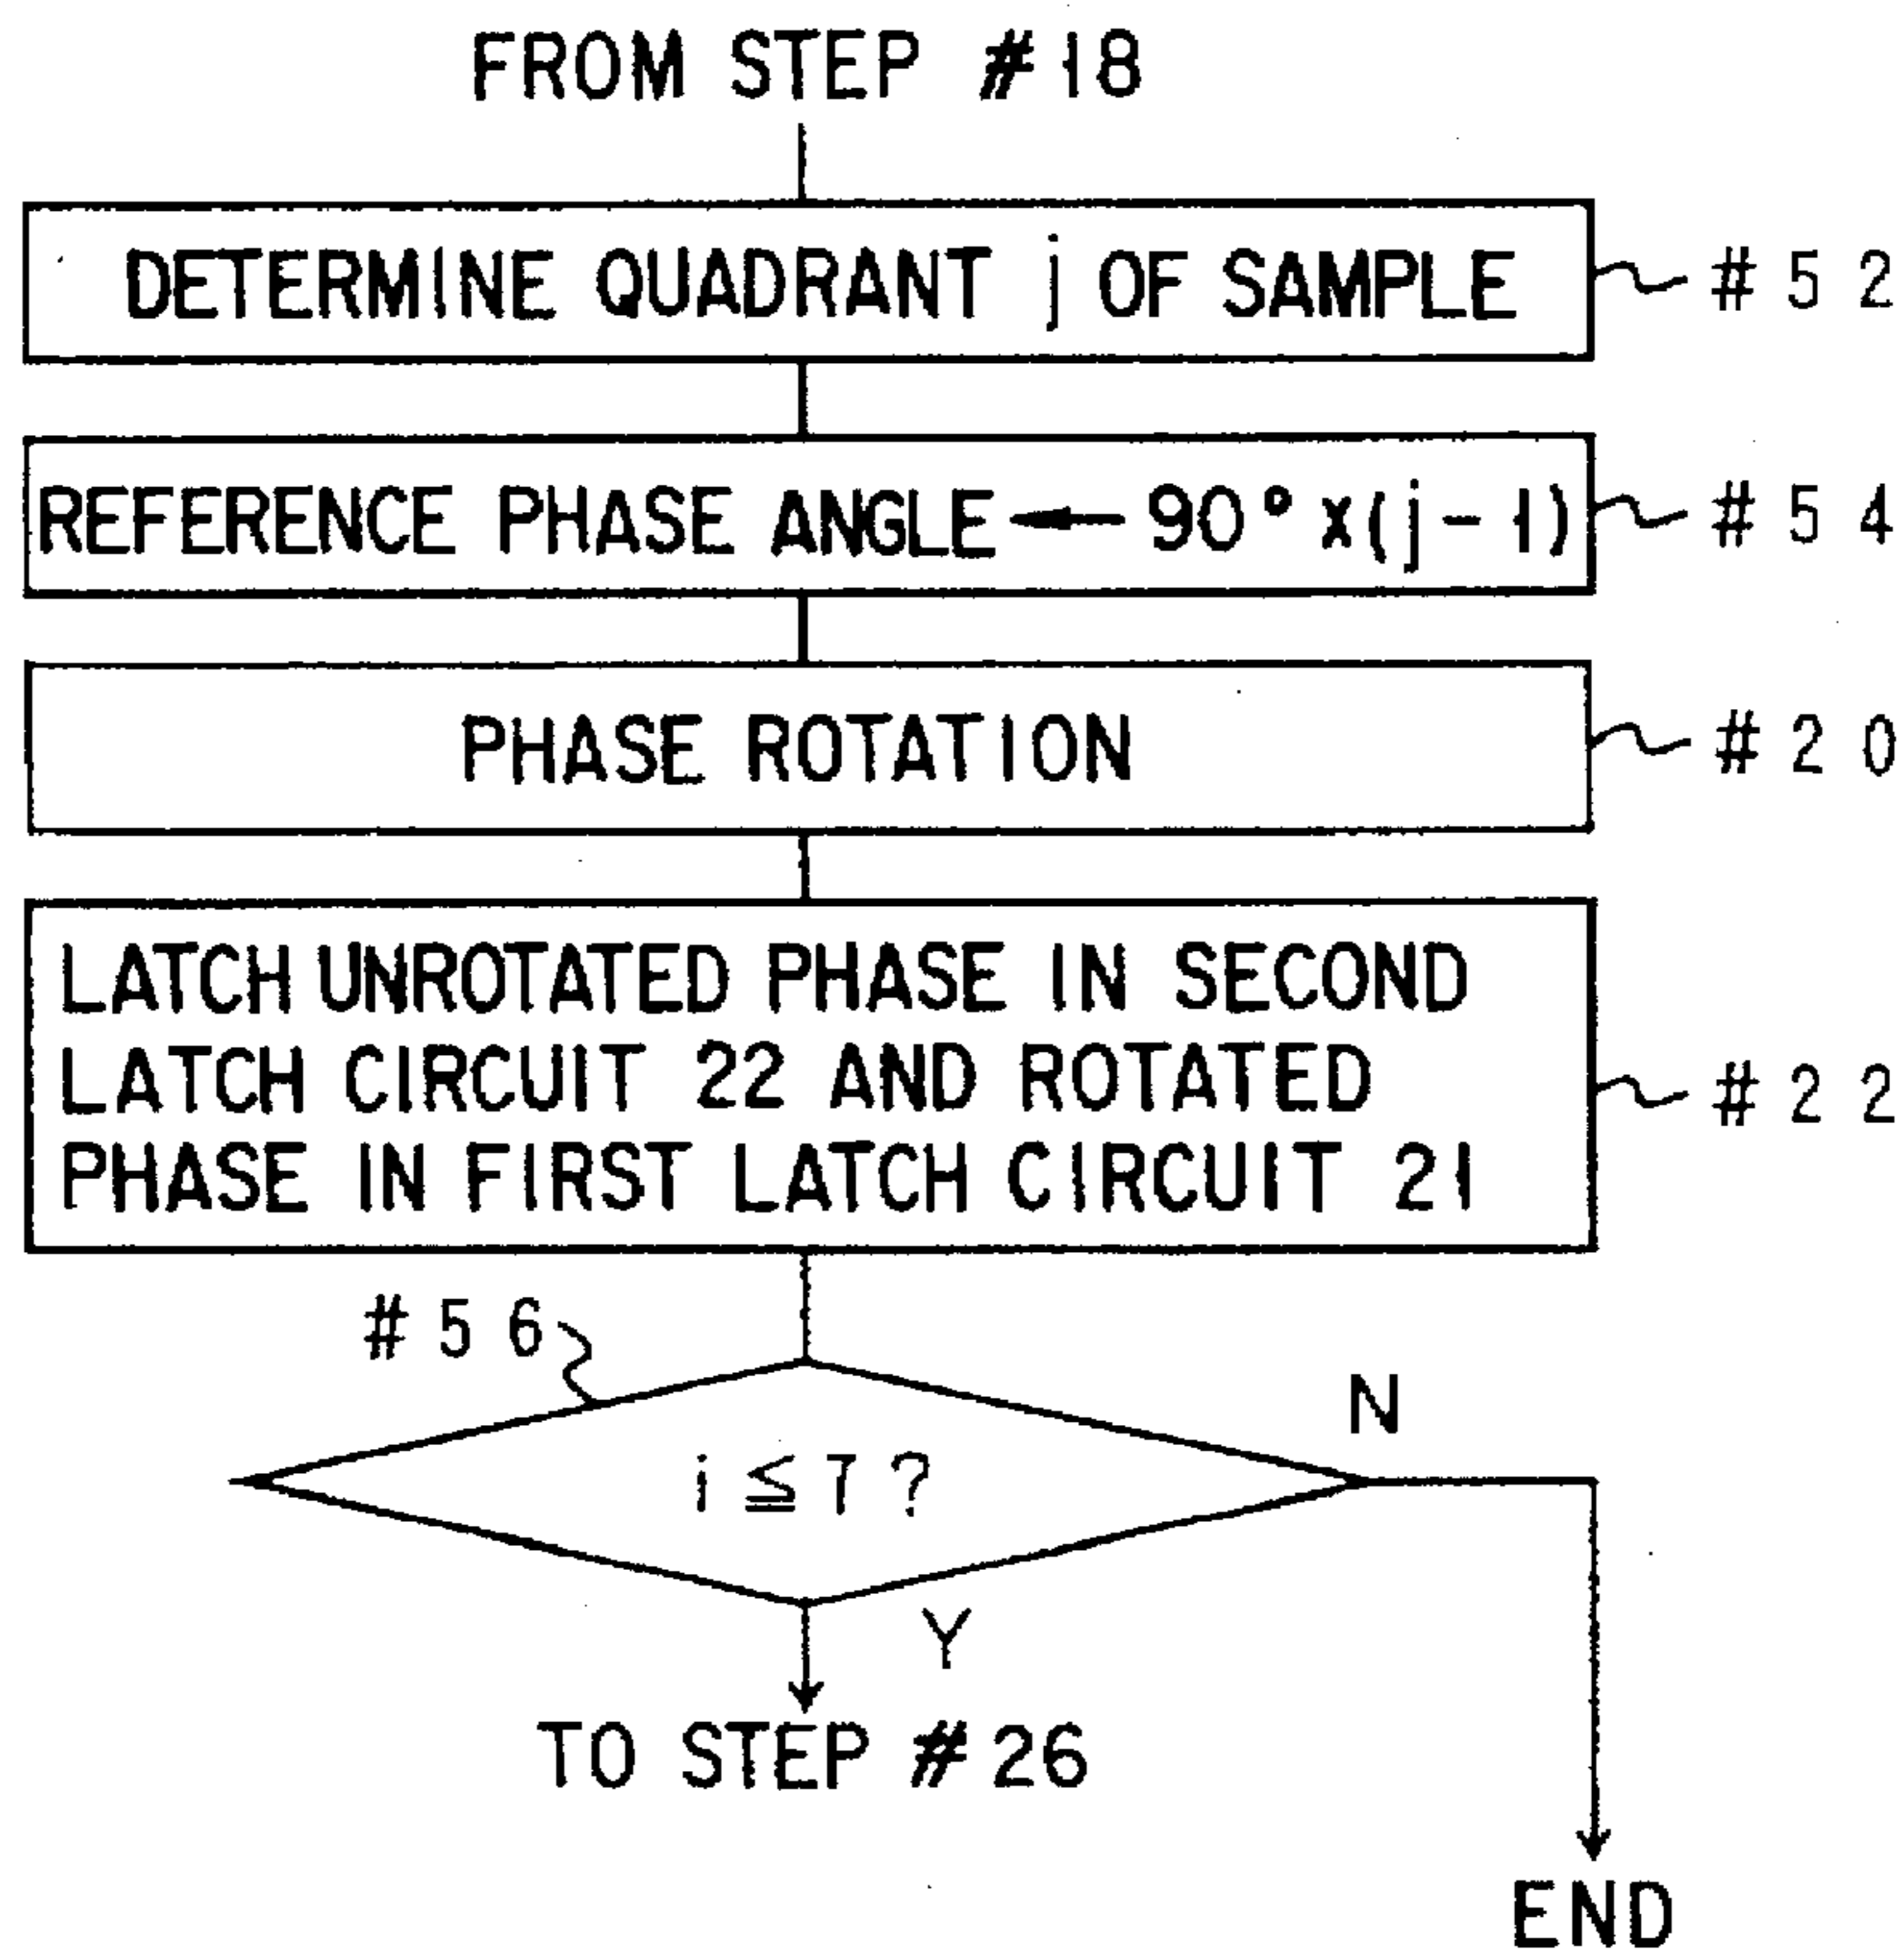 FROM STEP #18
DETERMINE QUADRANT j OF SAMPLE
#52
REFERENCE PHASE ANGLE ← 90° x(j-1)
#54
PHASE ROTATION
#20
LATCH UNROTATED PHASE IN SECOND
LATCH CIRCUIT 22 AND ROTATED
PHASE IN FIRST LATCH CIRCUIT 21
#22
#56
i ≦ 7 ?
N
Y
TO STEP #26
END